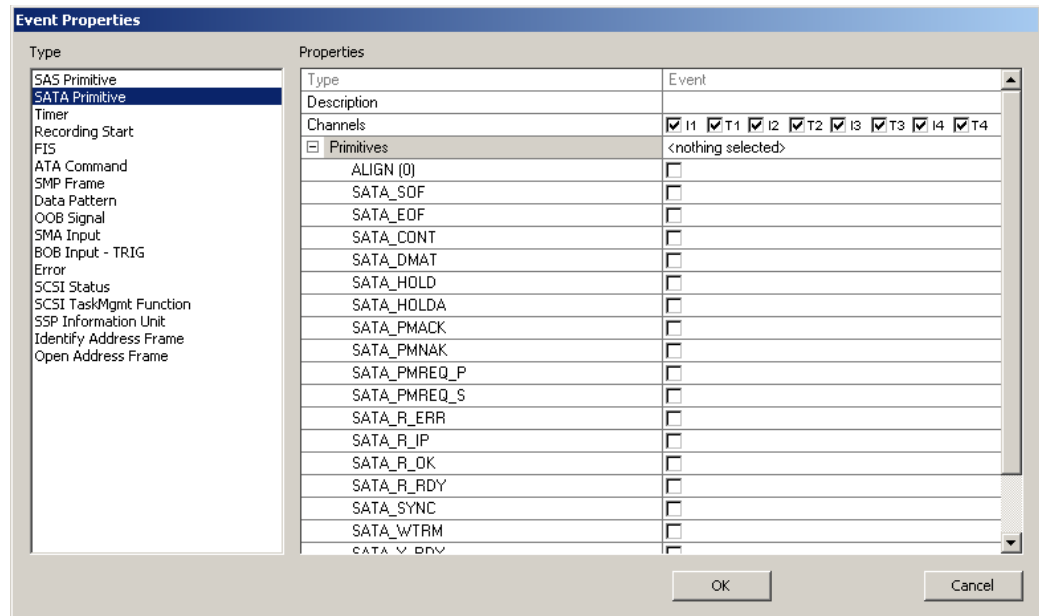 Event Properties
Type
Properties
SAS Primitive
SATA Primitive
Timer
Recording Start
FIS
ATA Command
SMP Frame
Data Pattern
OOB Signal
SMA Input
BOB Input - TRIG
Error
SCSI Status
SCSI TaskMgmt Function
SSP Information Unit
Identify Address Frame
Open Address Frame
Type Event
Description
Channels I1 T1 I2 T2 I3 T3 I4 T4
Primitives <nothing selected>
ALIGN (0)
SATA_SOF
SATA_EOF
SATA_CONT
SATA_DMAT
SATA_HOLD
SATA_HOLDA
SATA_PMACK
SATA_PMNAK
SATA_PMREQ_P
SATA_PMREQ_S
SATA_R_ERR
SATA_R_IP
SATA_R_OK
SATA_R_RDY
SATA_SYNC
SATA_WTRM
SATA_X_RDY
OK
Cancel